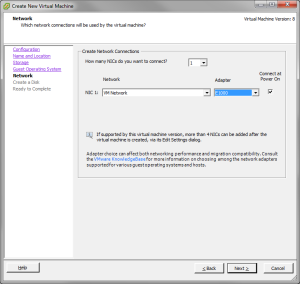 Create New Virtual Machine
Network
Which network connections will be used by the virtual machine?
Virtual Machine Version: 8
Configuration
Name and Location
Storage
Guest Operating System
Network
Create a Disk
Ready to Complete
Create Network Connections
How many NICs do you want to connect? 1
Network Adapter Connect at Power On
NIC 1: VM Network E1000
If supported by this virtual machine version, more than 4 NICs can be added after
the virtual machine is created, via its Edit Settings dialog.
Adapter choice can affect both networking performance and migration compatibility. Consult
the VMware KnowledgeBase for more information on choosing among the network adapters
supported for various guest operating systems and hosts.
Help
< Back
Next >
Cancel